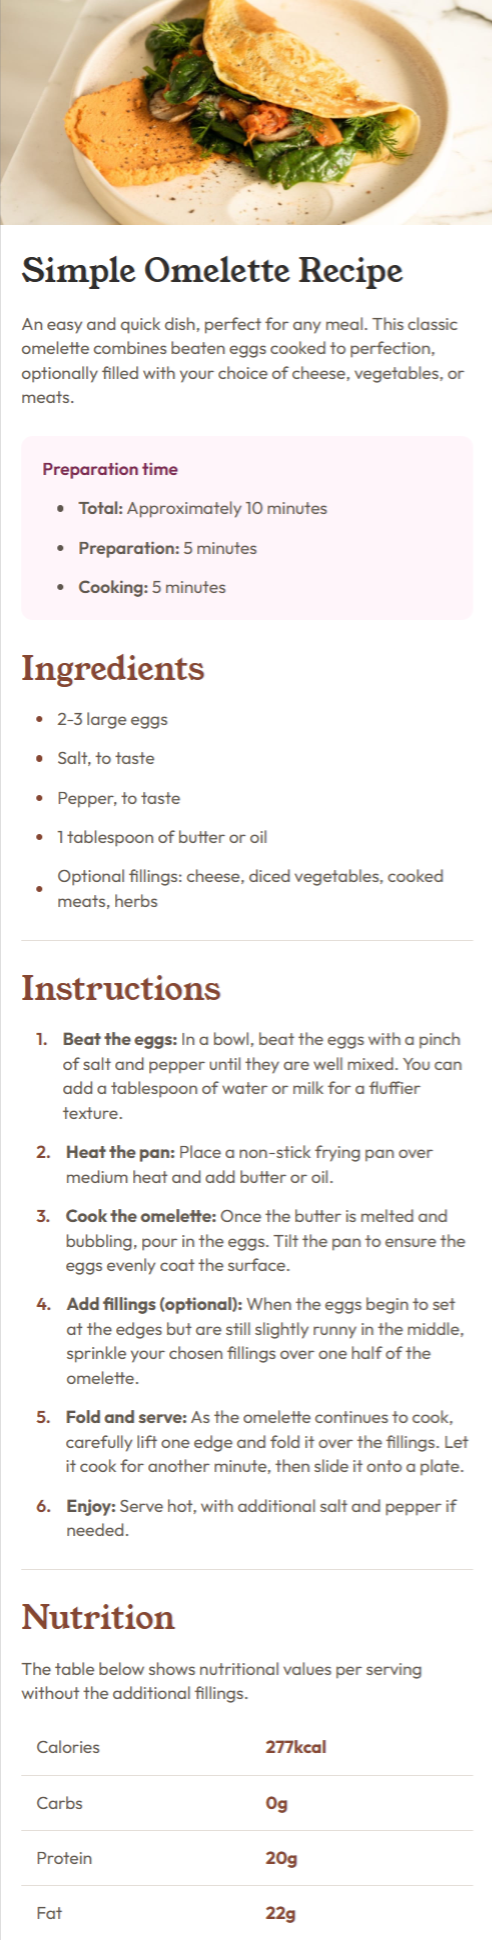 Simple Omelette Recipe
An easy and quick dish, perfect for any meal. This classic
omelette combines beaten eggs cooked to perfection,
optionally filled with your choice of cheese, vegetables, or
meats.
Preparation time
• Total: Approximately 10 minutes
• Preparation: 5 minutes
• Cooking: 5 minutes
Ingredients
• 2-3 large eggs
• Salt, to taste
• Pepper, to taste
• 1 tablespoon of butter or oil
• Optional fillings: cheese, diced vegetables, cooked
meats, herbs
Instructions
1. Beat the eggs: In a bowl, beat the eggs with a pinch
of salt and pepper until they are well mixed. You can
add a tablespoon of water or milk for a fluffier
texture.
2. Heat the pan: Place a non-stick frying pan over
medium heat and add butter or oil.
3. Cook the omelette: Once the butter is melted and
bubbling, pour in the eggs. Tilt the pan to ensure the
eggs evenly coat the surface.
4. Add fillings (optional): When the eggs begin to set
at the edges but are still slightly runny in the middle,
sprinkle your chosen fillings over one half of the
omelette.
5. Fold and serve: As the omelette continues to cook,
carefully lift one edge and fold it over the fillings. Let
it cook for another minute, then slide it onto a plate.
6. Enjoy: Serve hot, with additional salt and pepper if
needed.
Nutrition
The table below shows nutritional values per serving
without the additional fillings.
Calories 277kcal
Carbs 0g
Protein 20g
Fat 22g